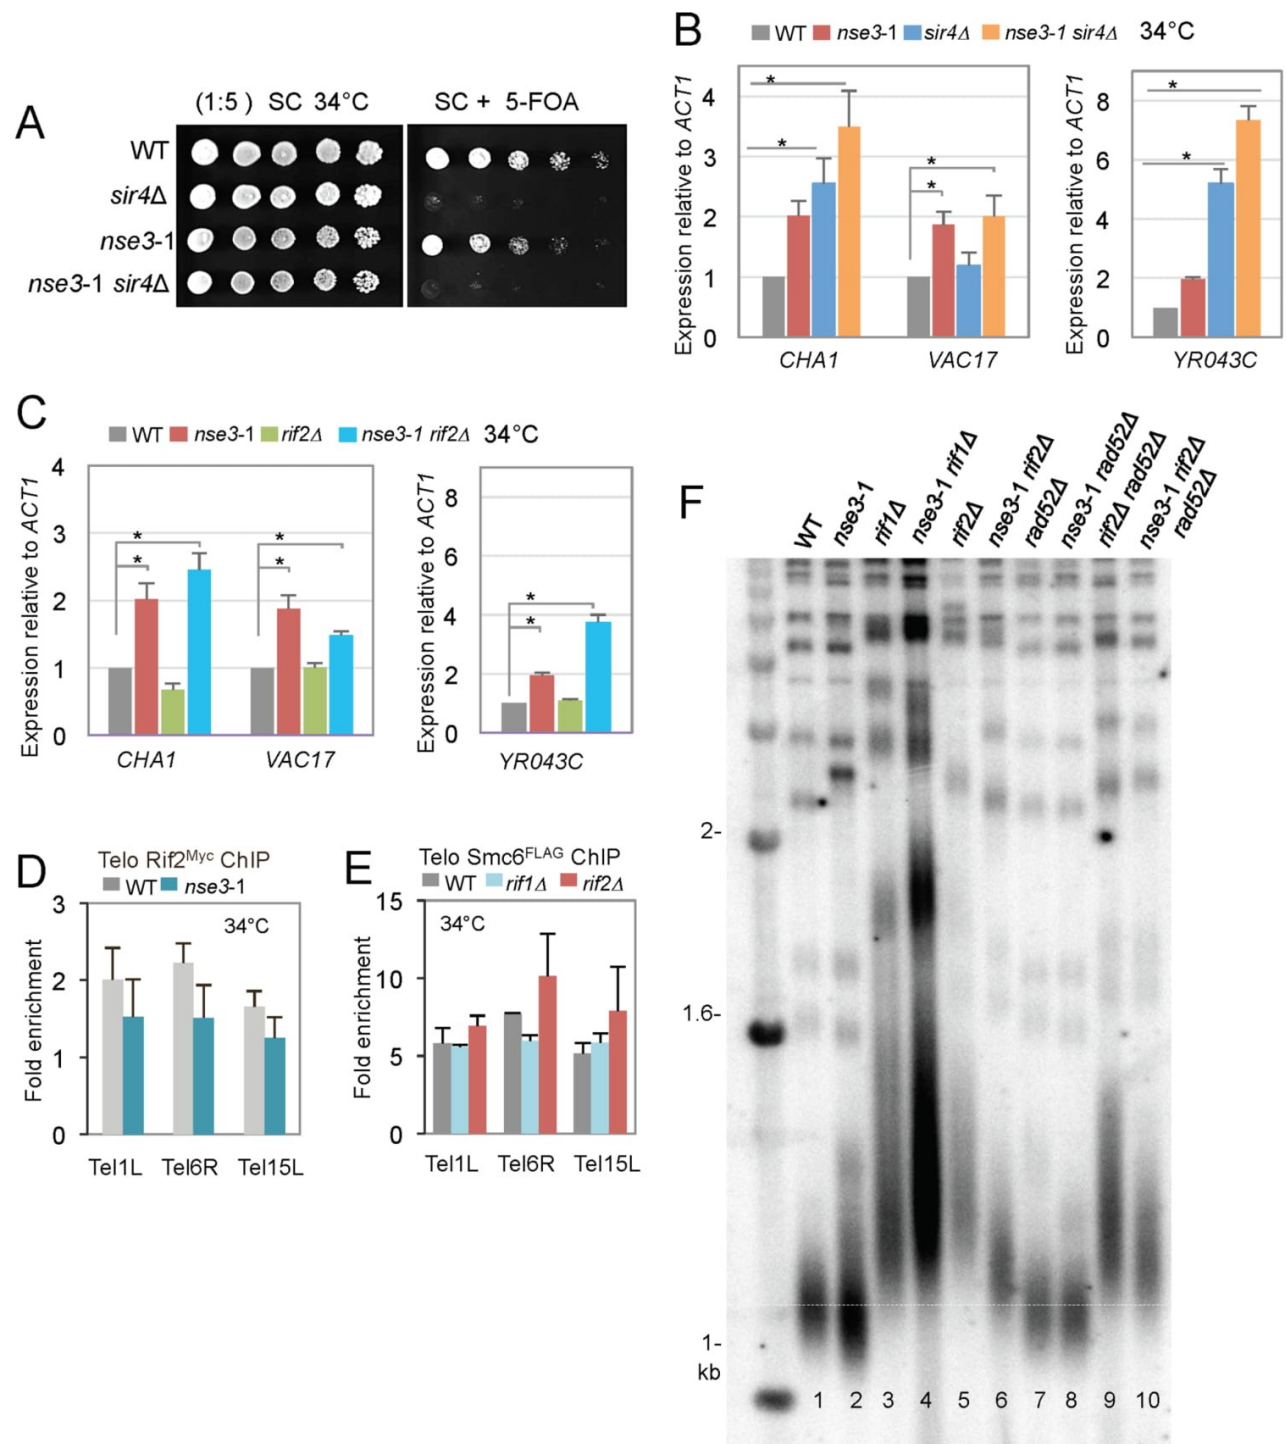 A
(1:5 ) SC 34°C
SC + 5-FOA
WT
sir4Δ
nse3-1
nse3-1 sir4Δ
B
WT nse3-1 sir4Δ nse3-1 sir4Δ 34°C
Expression relative to ACT1
4
3
2
1
0
* * * *
CHA1 VAC17
Expression relative to ACT1
8
6
4
2
0
* *
YR043C
C
WT nse3-1 rif2Δ nse3-1 rif2Δ 34°C
Expression relative to ACT1
4
3
2
1
0
* * * *
CHA1 VAC17
Expression relative to ACT1
8
6
4
2
0
* *
YR043C
D
Telo Rif2Myc ChIP
WT nse3-1
34°C
Fold enrichment
3
2
1
0
Tel1L Tel6R Tel15L
E
Telo Smc6FLAG ChIP
WT rif1Δ rif2Δ
34°C
Fold enrichment
15
10
5
0
Tel1L Tel6R Tel15L
F
WT
nse3-1
rif1Δ
nse3-1 rif1Δ
rif2Δ
nse3-1 rif2Δ
rad52Δ
nse3-1 rad52Δ
rif2Δ rad52Δ
nse3-1 rif2Δ
rad52Δ
2-
1.6-
1-
kb
1 2 3 4 5 6 7 8 9 10